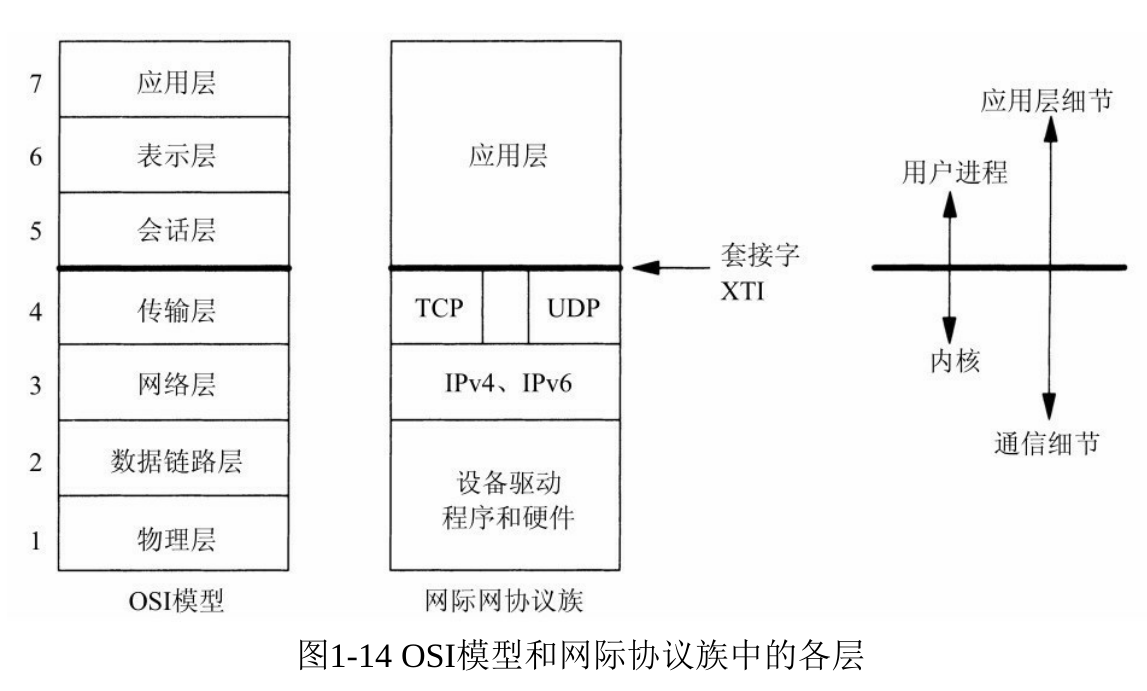 7
应用层
6
表示层
5
会话层
4
传输层
3
网络层
2
数据链路层
1
物理层
OSI模型
应用层
TCP
UDP
IPv4、IPv6
设备驱动
程序和硬件
网际网协议族
套接字
XTI
应用层细节
用户进程
内核
通信细节
图1-14 OSI模型和网际协议族中的各层